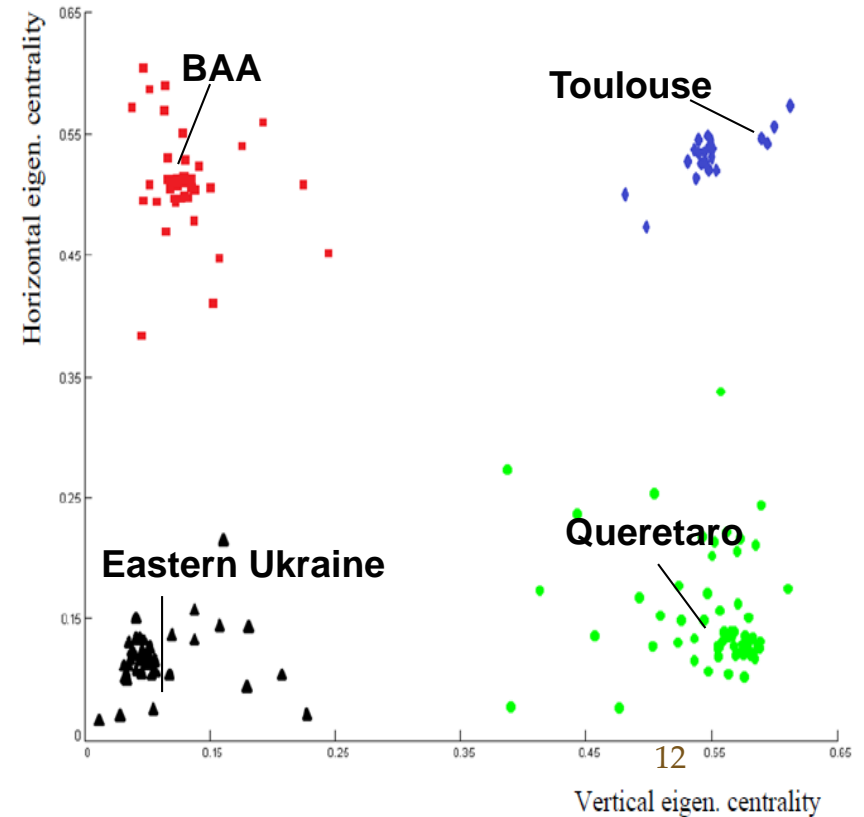 Horizontal eigen. centrality
0.65
0.55
0.45
0.35
0.25
0.15
0
BAA
Toulouse
Queretaro
Eastern Ukraine
0
0.15
0.25
0.35
0.45
0.55
0.65
12
Vertical eigen. centrality